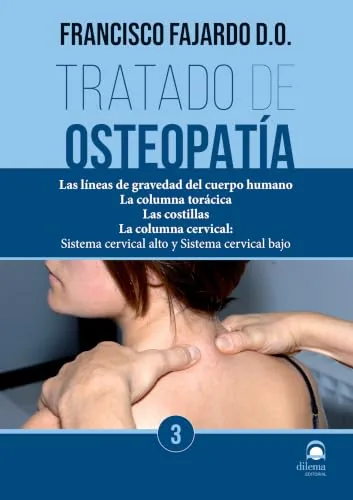 FRANCISCO FAJARDO D.O.
TRATADO DE
OSTEOPATÍA
Las líneas de gravedad del cuerpo humano
La columna torácica
Las costillas
La columna cervical:
Sistema cervical alto y Sistema cervical bajo
3
dilema
EDITORIAL